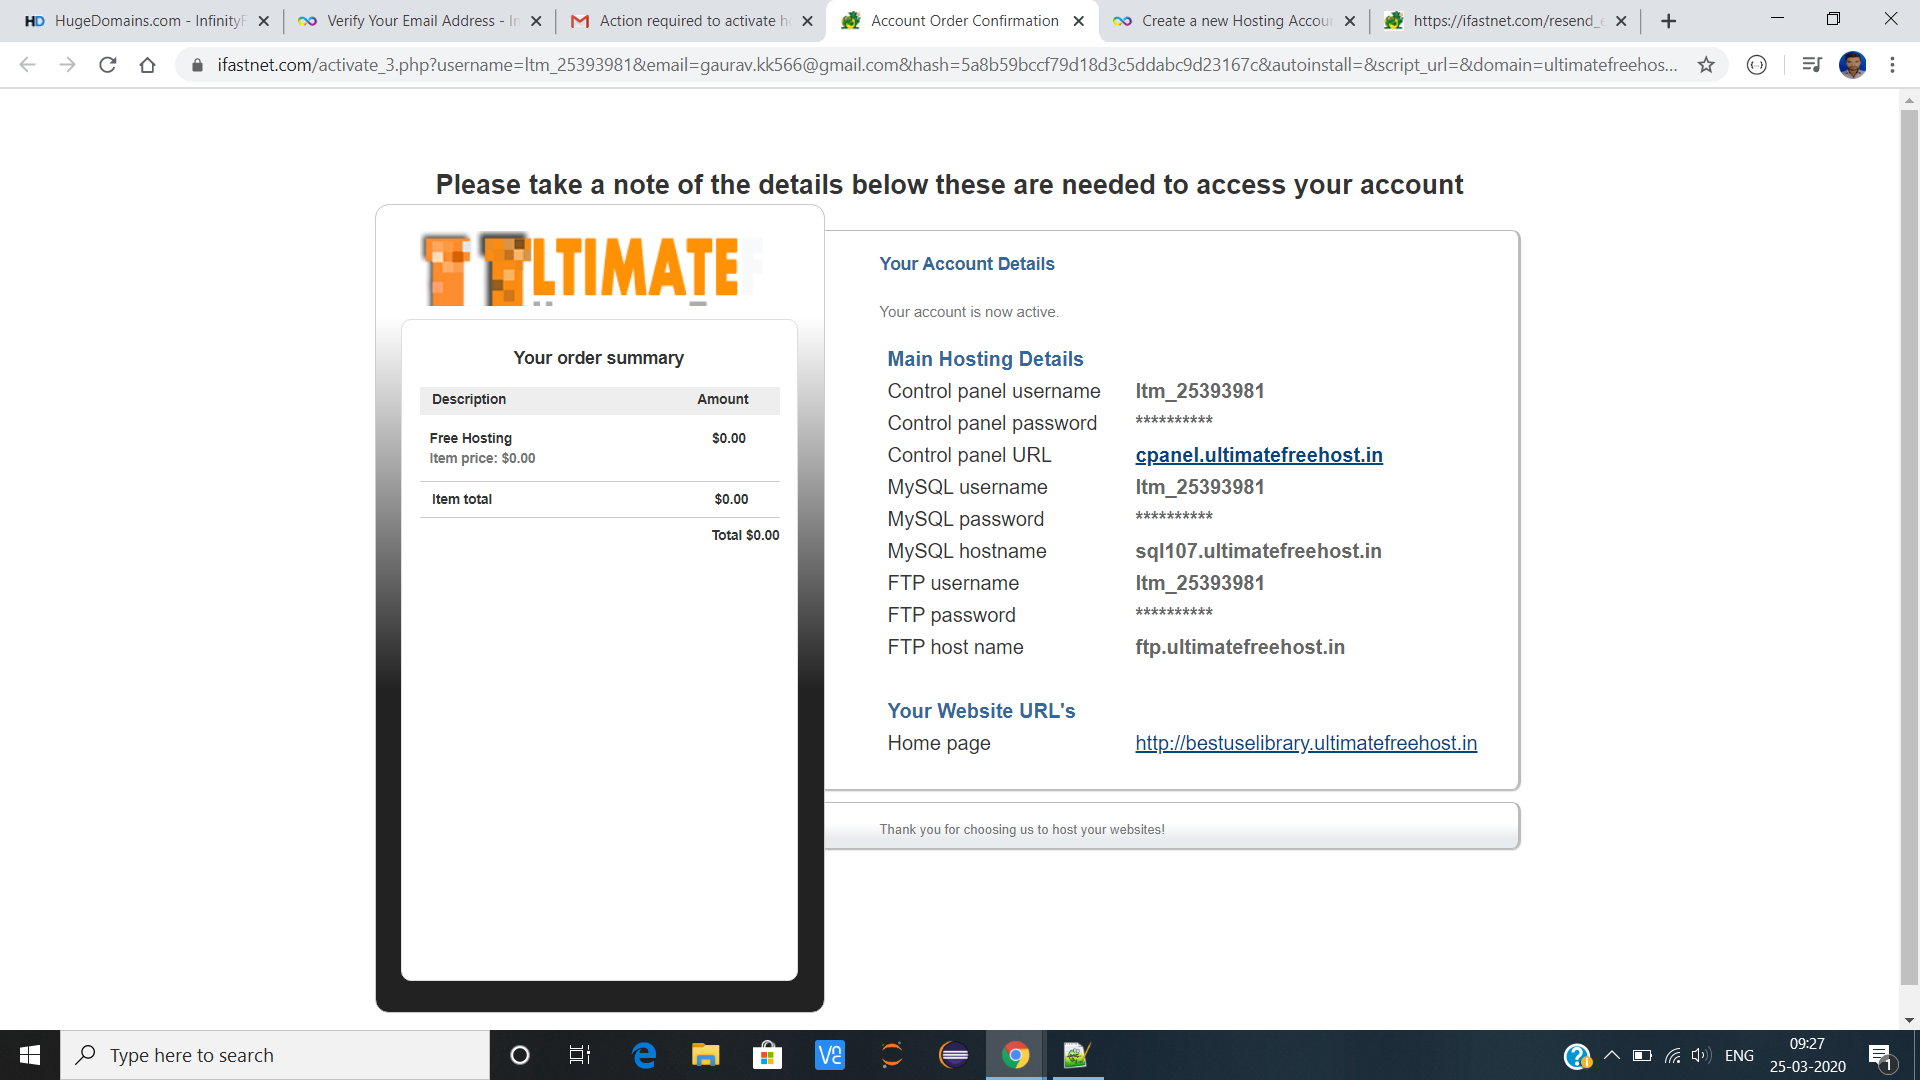 HugeDomains.com - InfinityF
Verify Your Email Address - In
Action required to activate h
Account Order Confirmation
Create a new Hosting Accou
https://ifastnet.com/resend_e
ifastnet.com/activate_3.php?username=ltm_25393981&email=gaurav.kk566@gmail.com&hash=5a8b59bccf79d18d3c5ddabc9d23167c&autoinstall=&script_url=&domain=ultimatefreehos...
Please take a note of the details below these are needed to access your account
ULTIMATE
Your order summary
Description Amount
Free Hosting $0.00
Item price: $0.00
Item total $0.00
Total $0.00
Your Account Details
Your account is now active.
Main Hosting Details
Control panel username ltm_25393981
Control panel password **********
Control panel URL cpanel.ultimatefreehost.in
MySQL username ltm_25393981
MySQL password **********
MySQL hostname sql107.ultimatefreehost.in
FTP username ltm_25393981
FTP password **********
FTP host name ftp.ultimatefreehost.in
Your Website URL's
Home page http://bestuselibrary.ultimatefreehost.in
Thank you for choosing us to host your websites!
Type here to search
ENG
09:27
25-03-2020
1